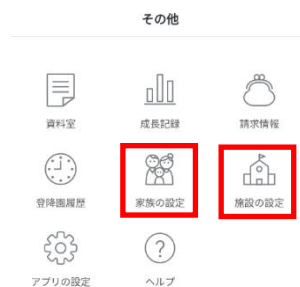 その他
資料室 成長記録 請求情報
登降園履歴 家族の設定 施設の設定
アプリの設定 ヘルプ